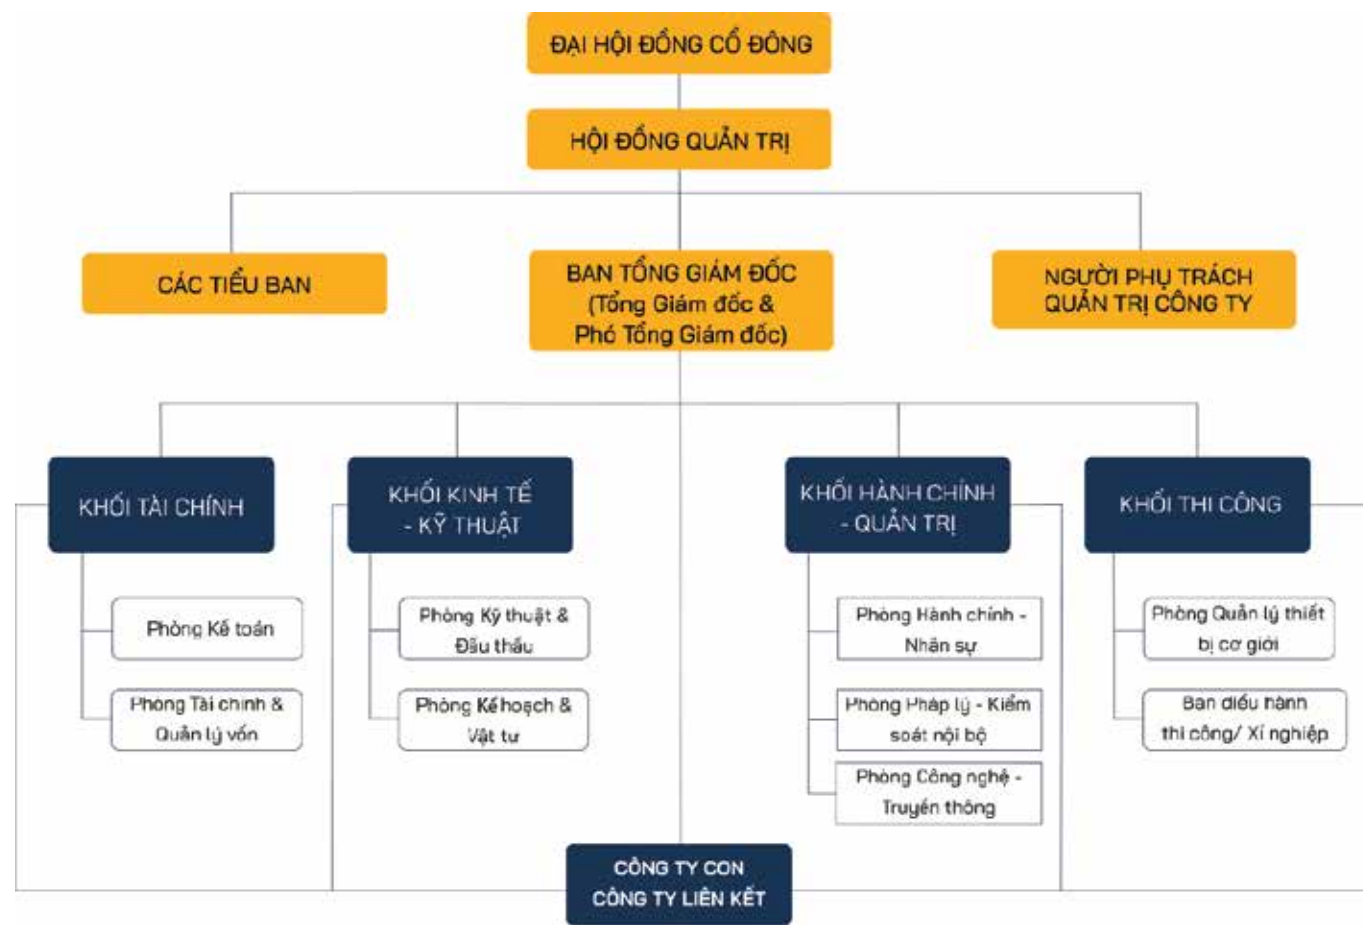 ĐẠI HỘI ĐỒNG CỔ ĐÔNG
HỘI ĐỒNG QUẢN TRỊ
CÁC TIỂU BAN
BAN TỔNG GIÁM ĐỐC
(Tổng Giám đốc &
Phó Tổng Giám đốc)
NGƯỜI PHỤ TRÁCH
QUẢN TRỊ CÔNG TY
KHỐI TÀI CHÍNH
Phòng Kế toán
Phòng Tài chính &
Quản lý vốn
KHỐI KINH TẾ
- KỸ THUẬT
Phòng Kỹ thuật &
Đấu thầu
Phòng Kế hoạch &
Vật tư
KHỐI HÀNH CHÍNH
- QUẢN TRỊ
Phòng Hành chính -
Nhân sự
Phòng Pháp lý - Kiểm
soát nội bộ
Phòng Công nghệ -
Truyền thông
KHỐI THI CÔNG
Phòng Quản lý thiết
bị cơ giới
Ban điều hành
thi công/ Xí nghiệp
CÔNG TY CON
CÔNG TY LIÊN KẾT